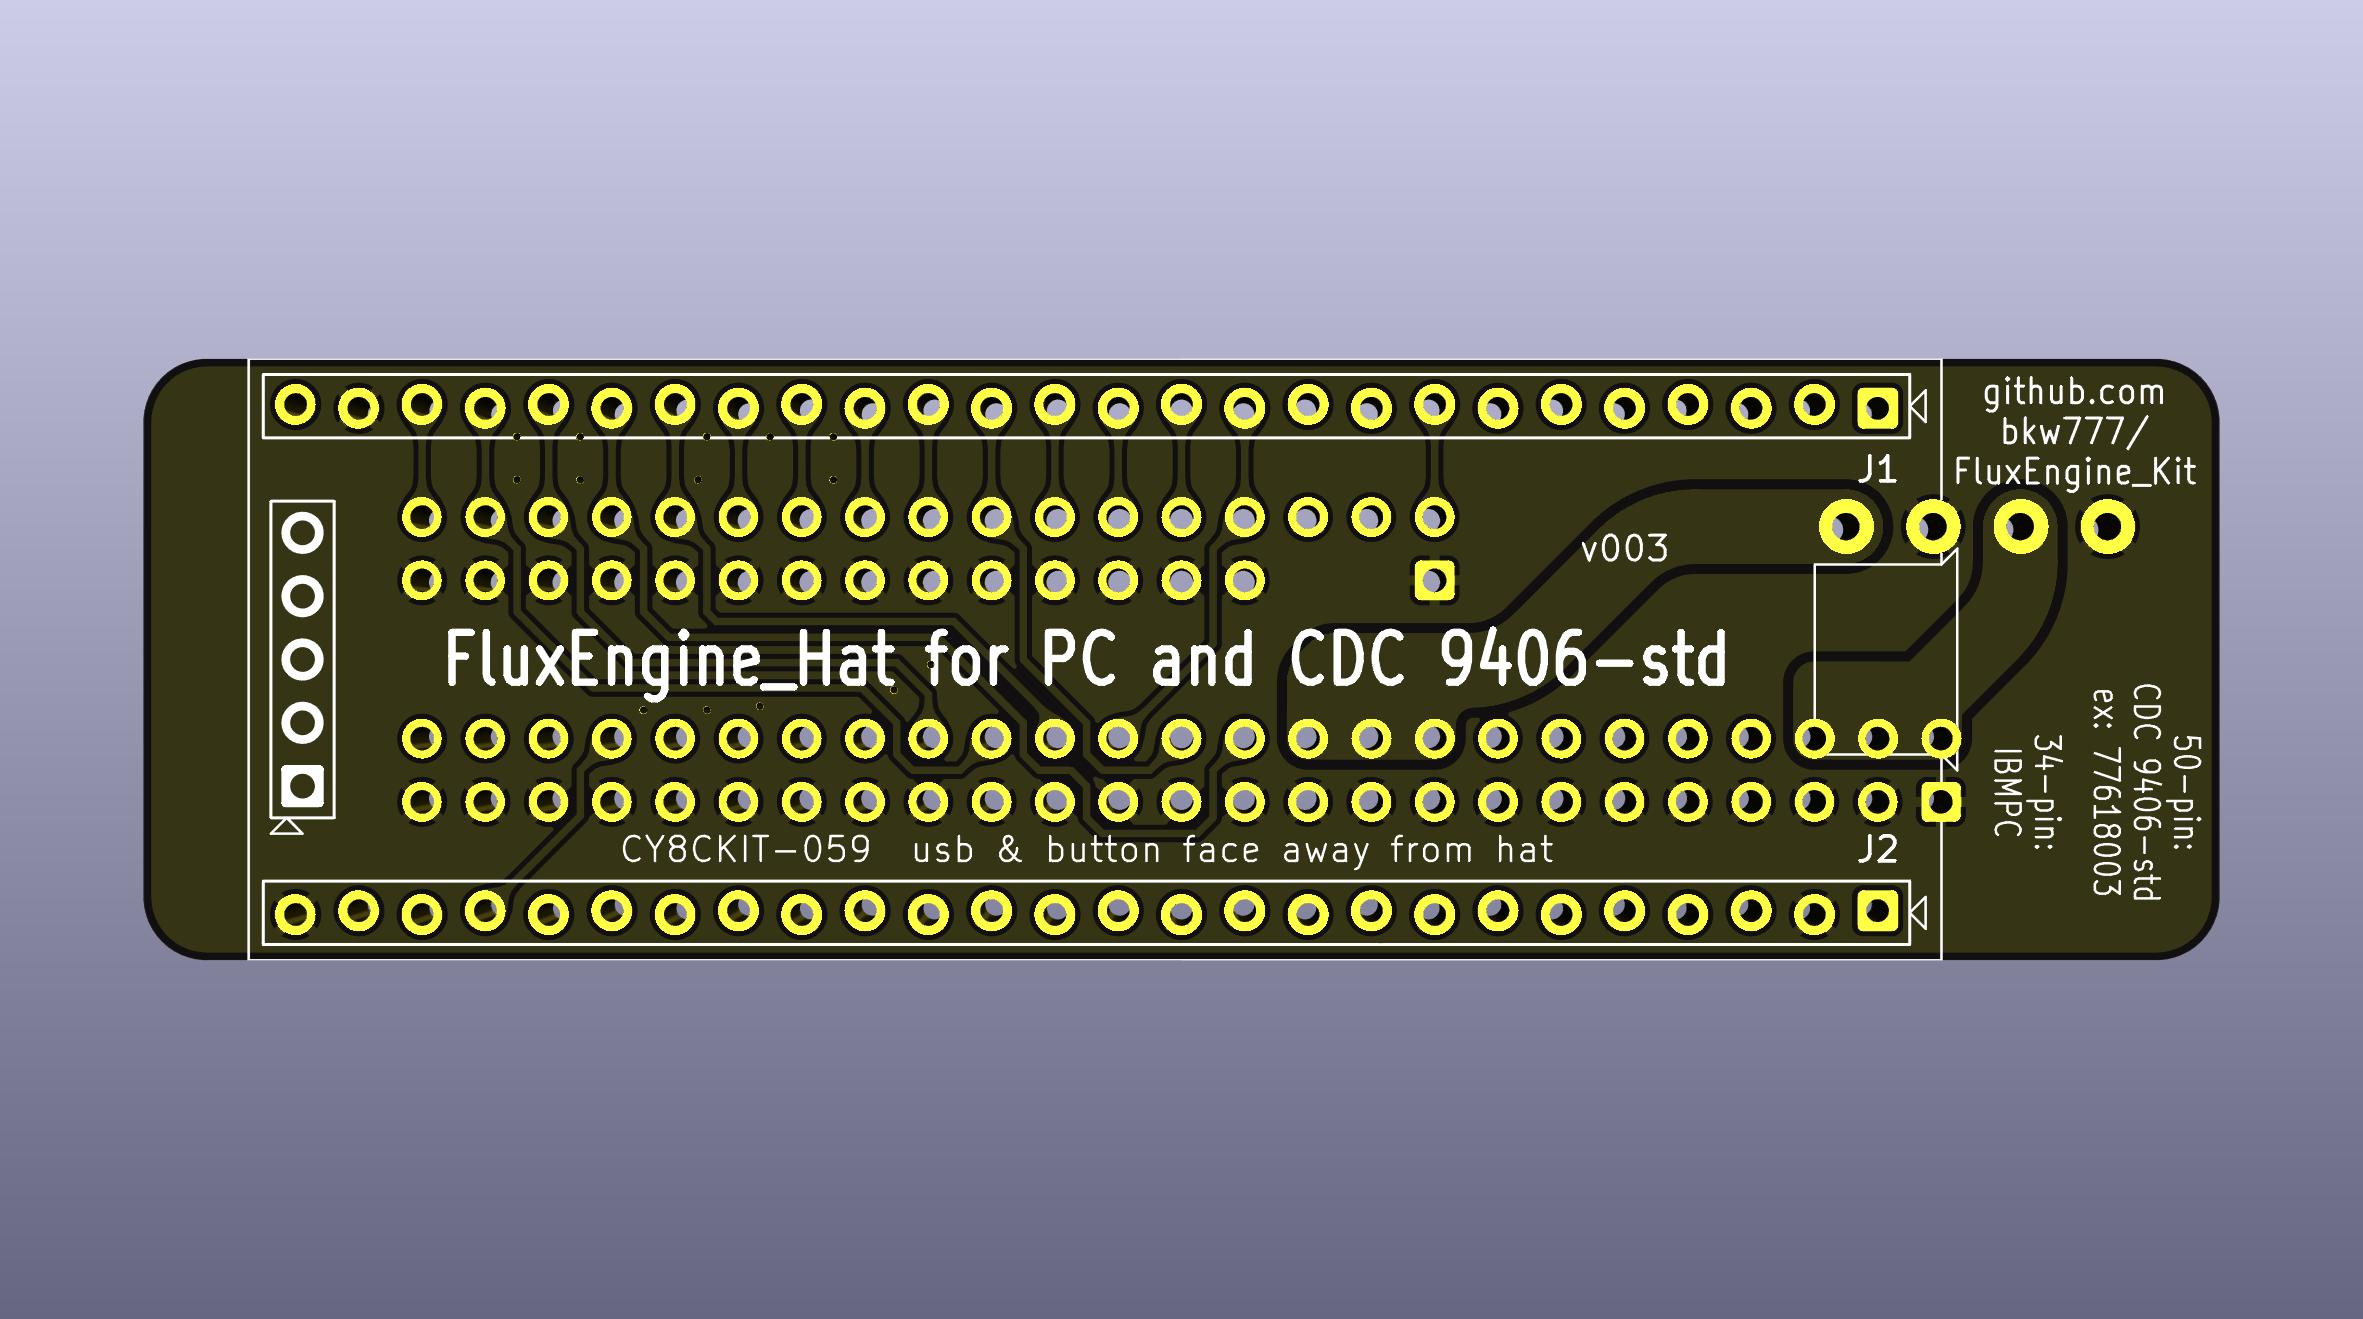 github.com
bkw777/
FluxEngine_Kit
J1
v003
FluxEngine_Hat for PC and CDC 9406-std
CY8CKIT-059 usb & button face away from hat
J2
50-pin:
CDC 9406-std
ex: 77618003
34-pin:
IBMPC